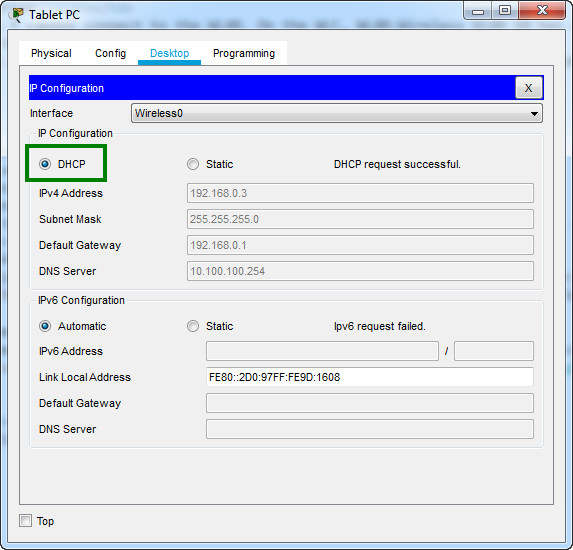 Tablet PC
Physical Config Desktop Programming
IP Configuration X
Interface Wireless0
IP Configuration
DHCP Static DHCP request successful.
IPv4 Address 192.168.0.3
Subnet Mask 255.255.255.0
Default Gateway 192.168.0.1
DNS Server 10.100.100.254
IPv6 Configuration
Automatic Static Ipv6 request failed.
IPv6 Address /
Link Local Address FE80::2D0:97FF:FE9D:1608
Default Gateway
DNS Server
Top